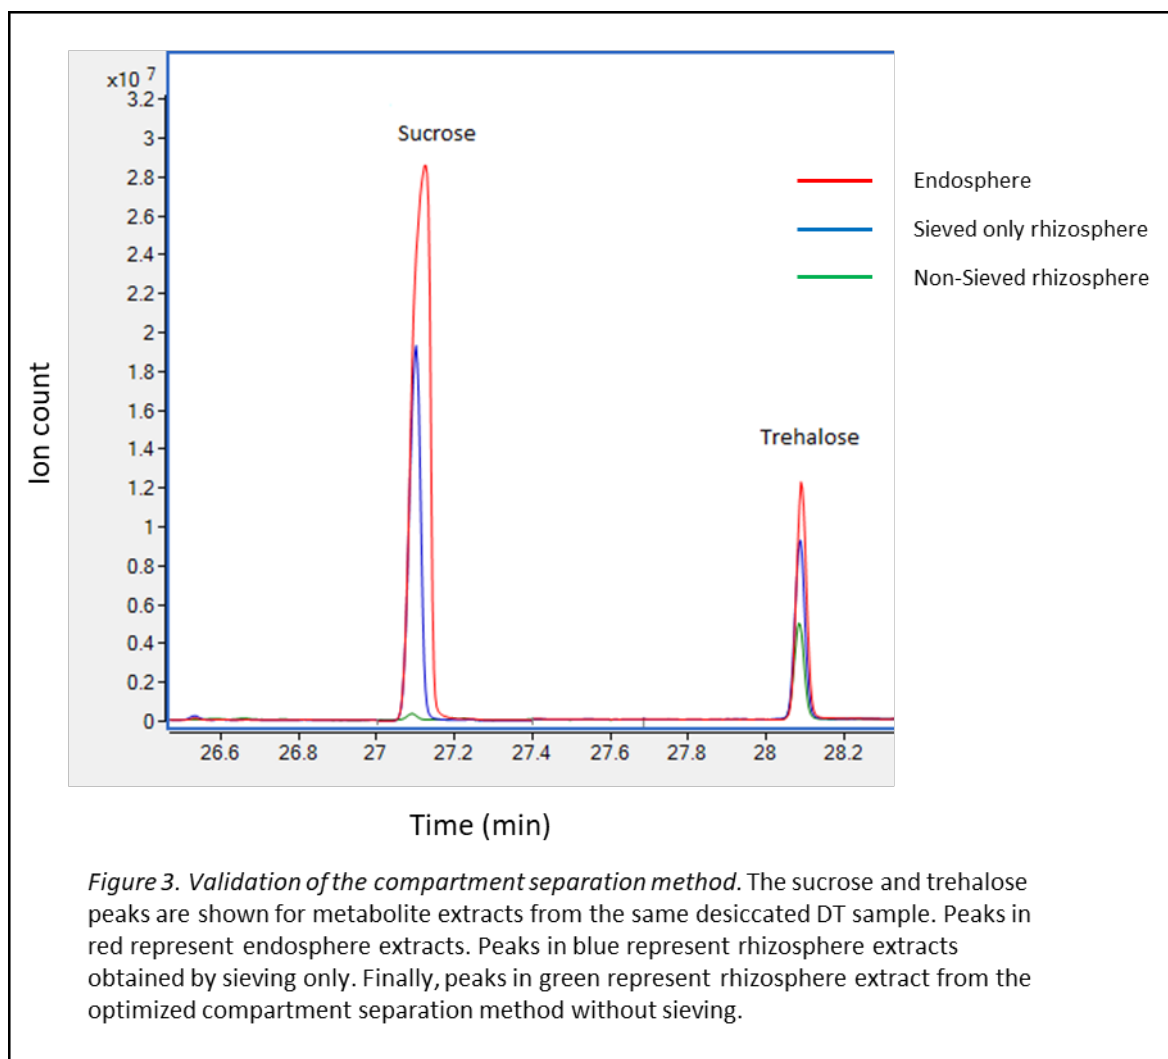 x10 7
3.2
3
2.8
2.6
2.4
2.2
2
1.8
1.6
1.4
1.2
1
0.8
0.6
0.4
0.2
0
Ion count
Sucrose
Trehalose
Endosphere
Sieved only rhizosphere
Non-Sieved rhizosphere
26.6 26.8 27 27.2 27.4 27.6 27.8 28 28.2
Time (min)
Figure 3. Validation of the compartment separation method. The sucrose and trehalose
peaks are shown for metabolite extracts from the same desiccated DT sample. Peaks in
red represent endosphere extracts. Peaks in blue represent rhizosphere extracts
obtained by sieving only. Finally, peaks in green represent rhizosphere extract from the
optimized compartment separation method without sieving.